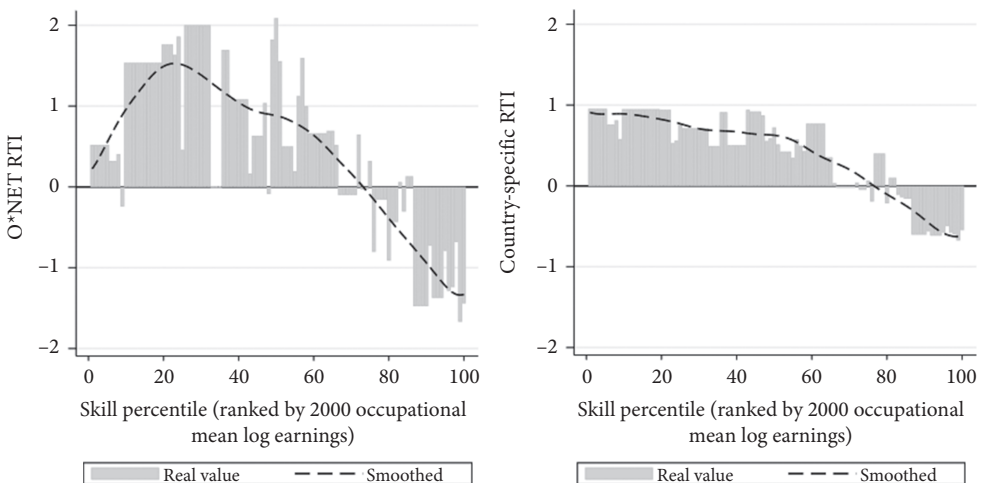 O*NET RTI
2
1
0
−1
−2
0 20 40 60 80 100
Skill percentile (ranked by 2000 occupational
mean log earnings)
Real value Smoothed
Country-specific RTI
2
1
0
−1
−2
0 20 40 60 80 100
Skill percentile (ranked by 2000 occupational
mean log earnings)
Real value Smoothed